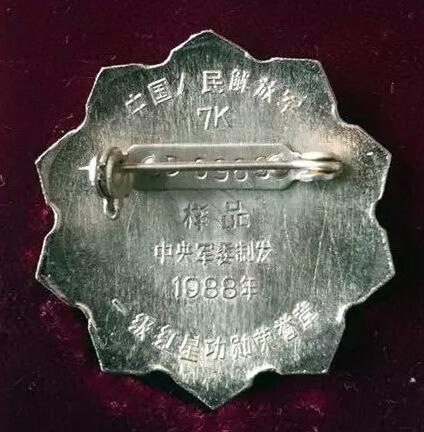 中国人民解放军
7K
样品
中央军委制发
1988年
一级红星功勋荣誉章